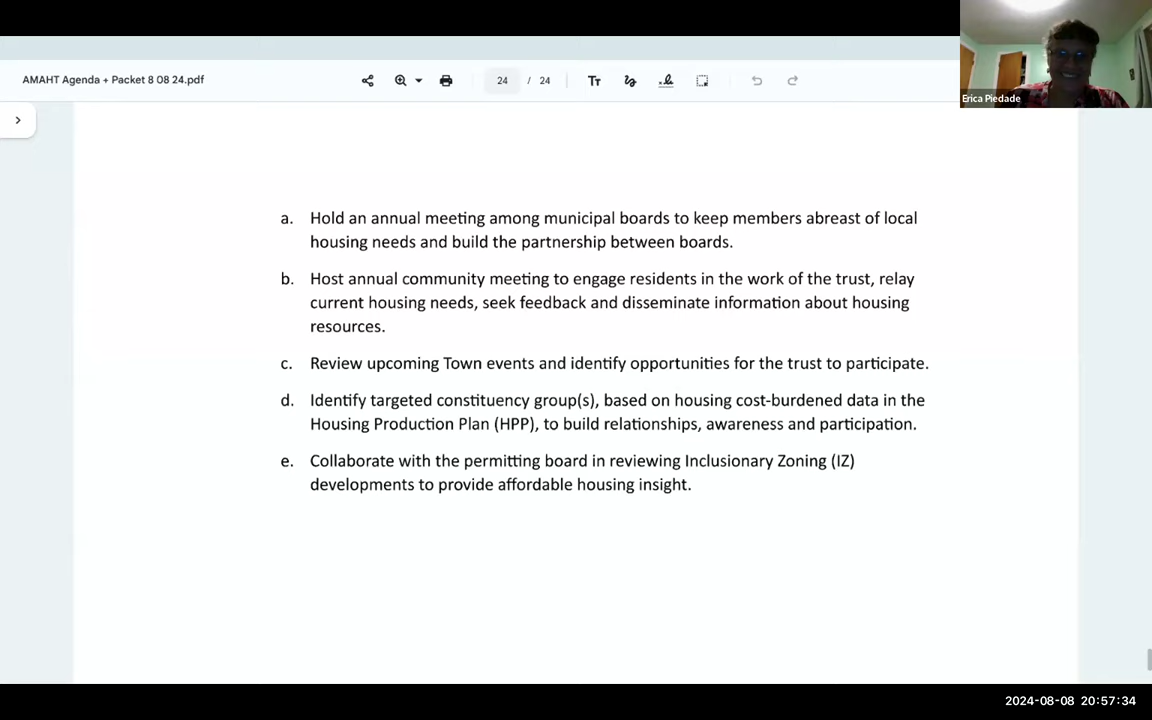 AMAHT Agenda + Packet 8 08 24.pdf
24 / 24
Erica Piedade
a. Hold an annual meeting among municipal boards to keep members abreast of local
housing needs and build the partnership between boards.
b. Host annual community meeting to engage residents in the work of the trust, relay
current housing needs, seek feedback and disseminate information about housing
resources.
c. Review upcoming Town events and identify opportunities for the trust to participate.
d. Identify targeted constituency group(s), based on housing cost-burdened data in the
Housing Production Plan (HPP), to build relationships, awareness and participation.
e. Collaborate with the permitting board in reviewing Inclusionary Zoning (IZ)
developments to provide affordable housing insight.
2024-08-08 20:57:34